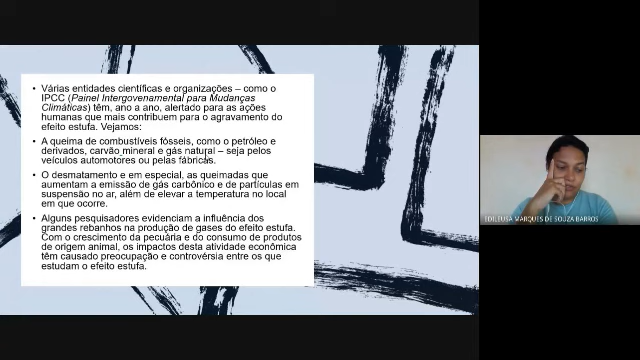 • Várias entidades científicas e organizações – como o
IPCC (Painel Intergovenamental para Mudanças
Climáticas) têm, ano a ano, alertado para as ações
humanas que mais contribuem para o agravamento do
efeito estufa. Vejamos:
• A queima de combustíveis fósseis, como o petróleo e
derivados, carvão mineral e gás natural – seja pelos
veículos automotores ou pelas fábricas.
• O desmatamento e em especial, as queimadas que
aumentam a emissão de gás carbônico e de partículas em
suspensão no ar, além de elevar a temperatura no local
em que ocorre.
• Alguns pesquisadores evidenciam a influência dos
grandes rebanhos na produção de gases do efeito estufa.
Com o crescimento da pecuária e do consumo de produtos
de origem animal, os impactos desta atividade econômica
têm causado preocupação e controvérsia entre os que
estudam o efeito estufa.
EDILEUSA MARQUES DE SOUZA BARROS